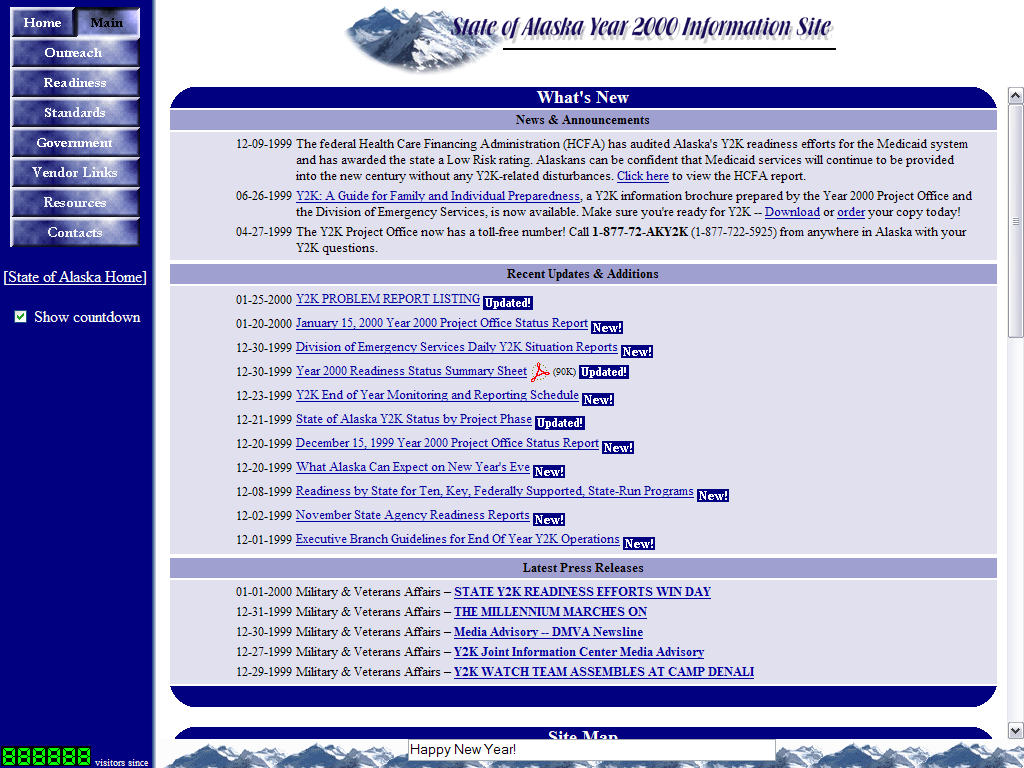 Home Main
Outreach
Readiness
Standards
Government
Vendor Links
Resources
Contacts
[State of Alaska Home]
Show countdown
888888 visitors since
State of Alaska Year 2000 Information Site
What's New
News & Announcements
12-09-1999 The federal Health Care Financing Administration (HCFA) has audited Alaska's Y2K readiness efforts for the Medicaid system
and has awarded the state a Low Risk rating. Alaskans can be confident that Medicaid services will continue to be provided
into the new century without any Y2K-related disturbances. Click here to view the HCFA report.
06-26-1999 Y2K: A Guide for Family and Individual Preparedness, a Y2K information brochure prepared by the Year 2000 Project Office and
the Division of Emergency Services, is now available. Make sure you're ready for Y2K -- Download or order your copy today!
04-27-1999 The Y2K Project Office now has a toll-free number! Call 1-877-72-AKY2K (1-877-722-5925) from anywhere in Alaska with your
Y2K questions.
Recent Updates & Additions
01-25-2000 Y2K PROBLEM REPORT LISTING Updated!
01-20-2000 January 15, 2000 Year 2000 Project Office Status Report New!
12-30-1999 Division of Emergency Services Daily Y2K Situation Reports New!
12-30-1999 Year 2000 Readiness Status Summary Sheet (90K) Updated!
12-23-1999 Y2K End of Year Monitoring and Reporting Schedule New!
12-21-1999 State of Alaska Y2K Status by Project Phase Updated!
12-20-1999 December 15, 1999 Year 2000 Project Office Status Report New!
12-20-1999 What Alaska Can Expect on New Year's Eve New!
12-08-1999 Readiness by State for Ten, Key, Federally Supported, State-Run Programs New!
12-02-1999 November State Agency Readiness Reports New!
12-01-1999 Executive Branch Guidelines for End Of Year Y2K Operations New!
Latest Press Releases
01-01-2000 Military & Veterans Affairs – STATE Y2K READINESS EFFORTS WIN DAY
12-31-1999 Military & Veterans Affairs – THE MILLENNIUM MARCHES ON
12-30-1999 Military & Veterans Affairs – Media Advisory -- DMVA Newsline
12-27-1999 Military & Veterans Affairs – Y2K Joint Information Center Media Advisory
12-29-1999 Military & Veterans Affairs – Y2K WATCH TEAM ASSEMBLES AT CAMP DENALI
Site Map
Happy New Year!